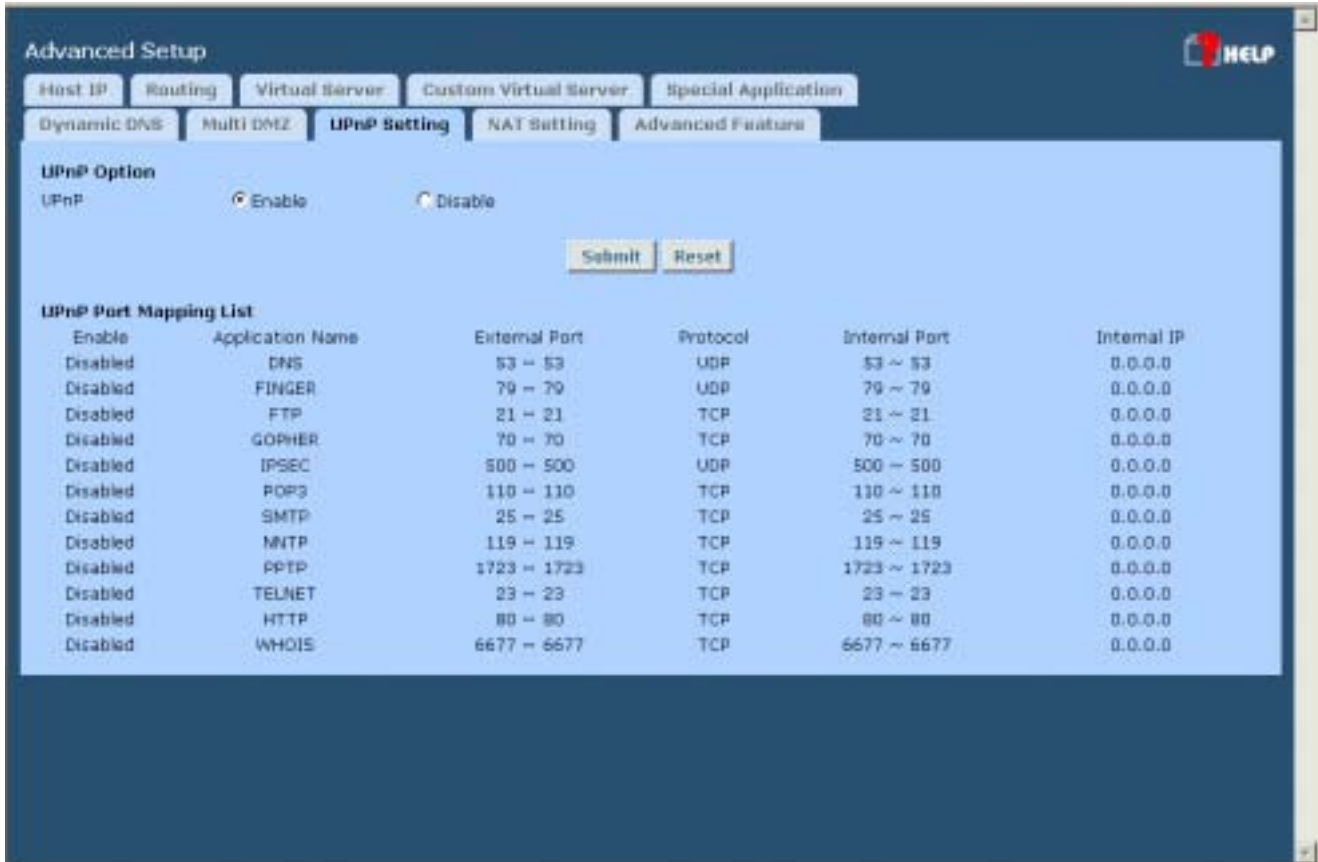 Advanced Setup
HELP
Host IP Routing Virtual Server Custom Virtual Server Special Application
Dynamic DNS Multi DMZ UPnP Setting NAT Setting Advanced Feature
UPnP Option
UPnP Enable Disable
Submit Reset
UPnP Port Mapping List
Enable Application Name External Port Protocol Internal Port Internal IP
Disabled DNS 53 ~ 53 UDP 53 ~ 53 0.0.0.0
Disabled FINGER 79 ~ 79 UDP 79 ~ 79 0.0.0.0
Disabled FTP 21 ~ 21 TCP 21 ~ 21 0.0.0.0
Disabled GOPHER 70 ~ 70 TCP 70 ~ 70 0.0.0.0
Disabled IPSEC 500 ~ 500 UDP 500 ~ 500 0.0.0.0
Disabled POP3 110 ~ 110 TCP 110 ~ 110 0.0.0.0
Disabled SMTP 25 ~ 25 TCP 25 ~ 25 0.0.0.0
Disabled NNTP 119 ~ 119 TCP 119 ~ 119 0.0.0.0
Disabled PPTP 1723 ~ 1723 TCP 1723 ~ 1723 0.0.0.0
Disabled TELNET 23 ~ 23 TCP 23 ~ 23 0.0.0.0
Disabled HTTP 80 ~ 80 TCP 80 ~ 80 0.0.0.0
Disabled WHOIS 6677 ~ 6677 TCP 6677 ~ 6677 0.0.0.0